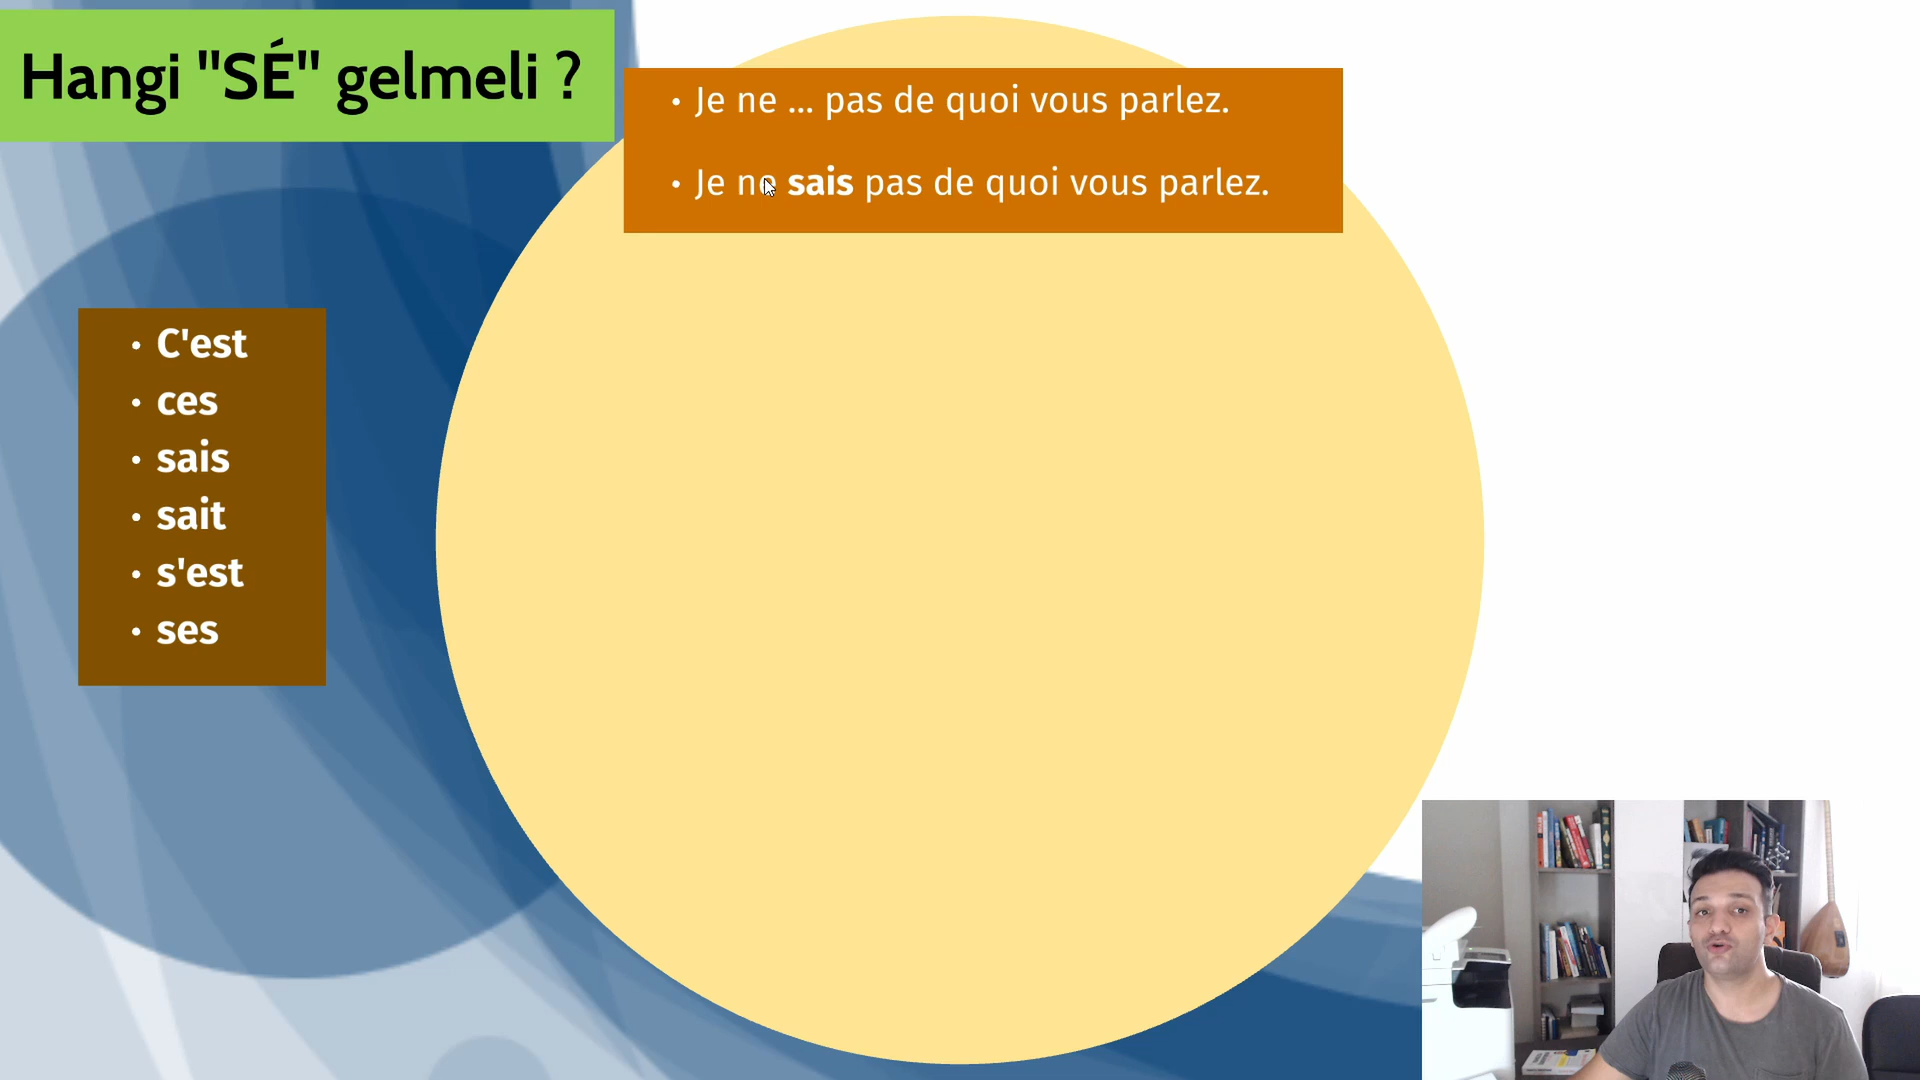 Hangi "SÉ" gelmeli ?
• Je ne ... pas de quoi vous parlez.
• Je ne sais pas de quoi vous parlez.
• C'est
• ces
• sais
• sait
• s'est
• ses